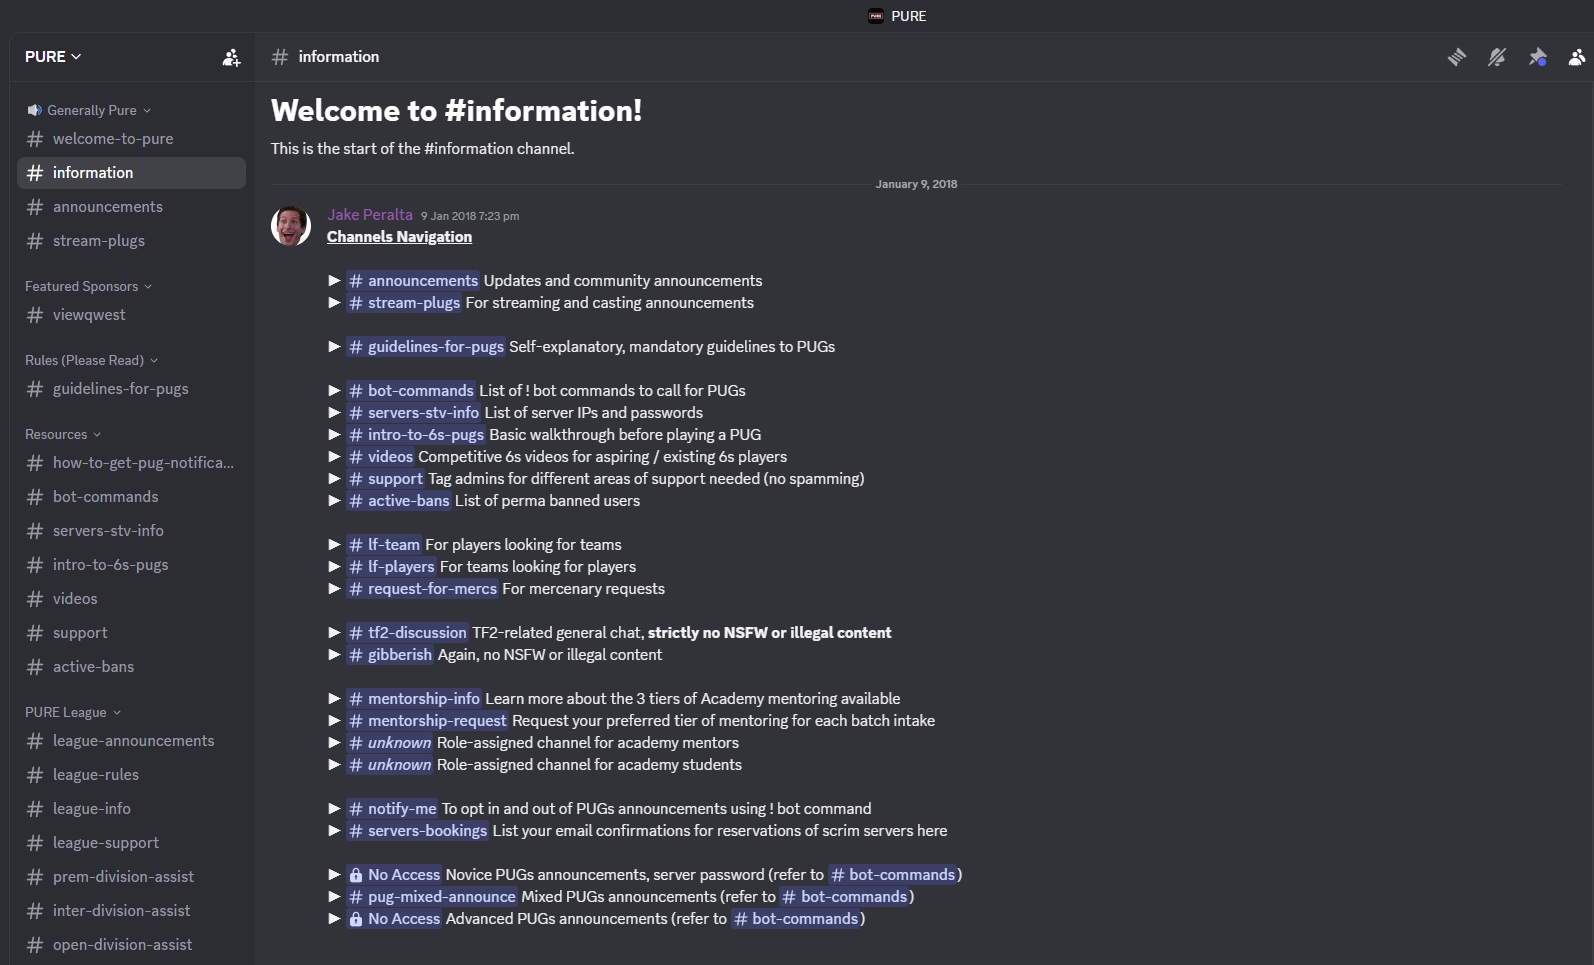 PURE
PURE
Generally Pure
welcome-to-pure
information
announcements
stream-plugs
Featured Sponsors
viewqwest
Rules (Please Read)
guidelines-for-pugs
Resources
how-to-get-pug-notifica...
bot-commands
servers-stv-info
intro-to-6s-pugs
videos
support
active-bans
PURE League
league-announcements
league-rules
league-info
league-support
prem-division-assist
inter-division-assist
open-division-assist
# information
Welcome to #information!
This is the start of the #information channel.
January 9, 2018
Jake Peralta 9 Jan 2018 7:23 pm
Channels Navigation
► # announcements Updates and community announcements
► # stream-plugs For streaming and casting announcements
► # guidelines-for-pugs Self-explanatory, mandatory guidelines to PUGs
► # bot-commands List of ! bot commands to call for PUGs
► # servers-stv-info List of server IPs and passwords
► # intro-to-6s-pugs Basic walkthrough before playing a PUG
► # videos Competitive 6s videos for aspiring / existing 6s players
► # support Tag admins for different areas of support needed (no spamming)
► # active-bans List of perma banned users
► # lf-team For players looking for teams
► # lf-players For teams looking for players
► # request-for-mercs For mercenary requests
► # tf2-discussion TF2-related general chat, strictly no NSFW or illegal content
► # gibberish Again, no NSFW or illegal content
► # mentorship-info Learn more about the 3 tiers of Academy mentoring available
► # mentorship-request Request your preferred tier of mentoring for each batch intake
► # unknown Role-assigned channel for academy mentors
► # unknown Role-assigned channel for academy students
► # notify-me To opt in and out of PUGs announcements using ! bot command
► # servers-bookings List your email confirmations for reservations of scrim servers here
► No Access Novice PUGs announcements, server password (refer to # bot-commands)
► # pug-mixed-announce Mixed PUGs announcements (refer to # bot-commands)
► No Access Advanced PUGs announcements (refer to # bot-commands)